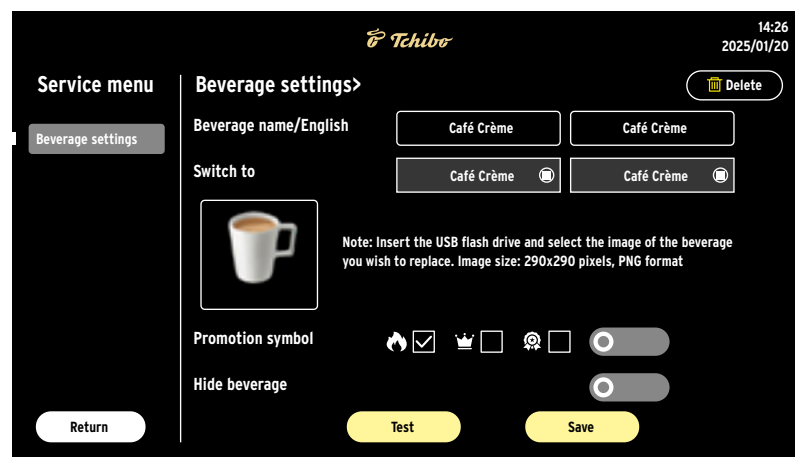 Tchibo
14:26
2025/01/20
Service menu
Beverage settings>
Delete
Beverage settings
Beverage name/English
Café Crème
Café Crème
Switch to
Café Crème
Café Crème
Note: Insert the USB flash drive and select the image of the beverage
you wish to replace. Image size: 290x290 pixels, PNG format
Promotion symbol
Hide beverage
Return
Test
Save